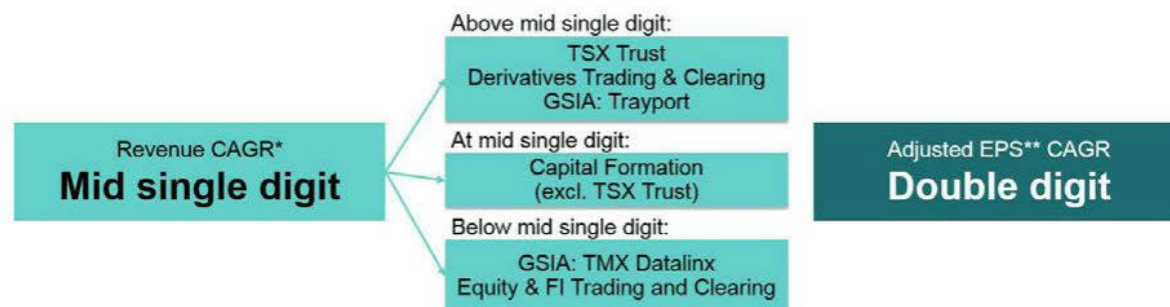 Revenue CAGR*
Mid single digit
Above mid single digit:
TSX Trust
Derivatives Trading & Clearing
GSIA: Trayport
At mid single digit:
Capital Formation
(excl. TSX Trust)
Below mid single digit:
GSIA: TMX Datalinx
Equity & FI Trading and Clearing
Adjusted EPS** CAGR
Double digit